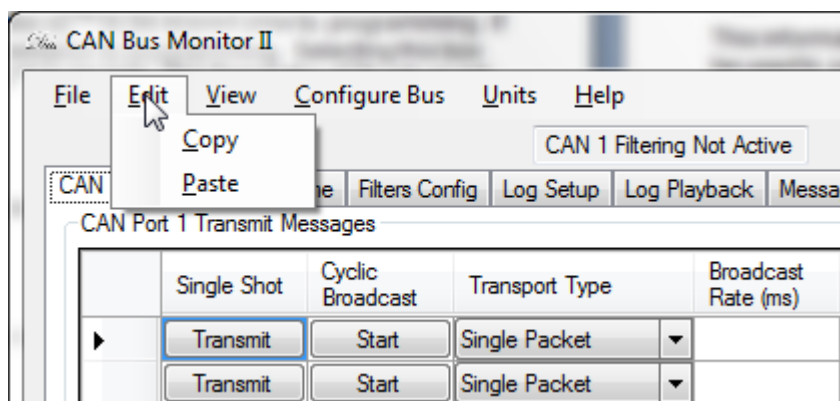 CAN Bus Monitor II
File Edit View Configure Bus Units Help
Copy
CAN 1 Filtering Not Active
Paste
CAN Filters Config Log Setup Log Playback
CAN Port 1 Transmit Messages
Single Shot Cyclic Broadcast Transport Type Broadcast Rate (ms)
Transmit Start Single Packet
Transmit Start Single Packet